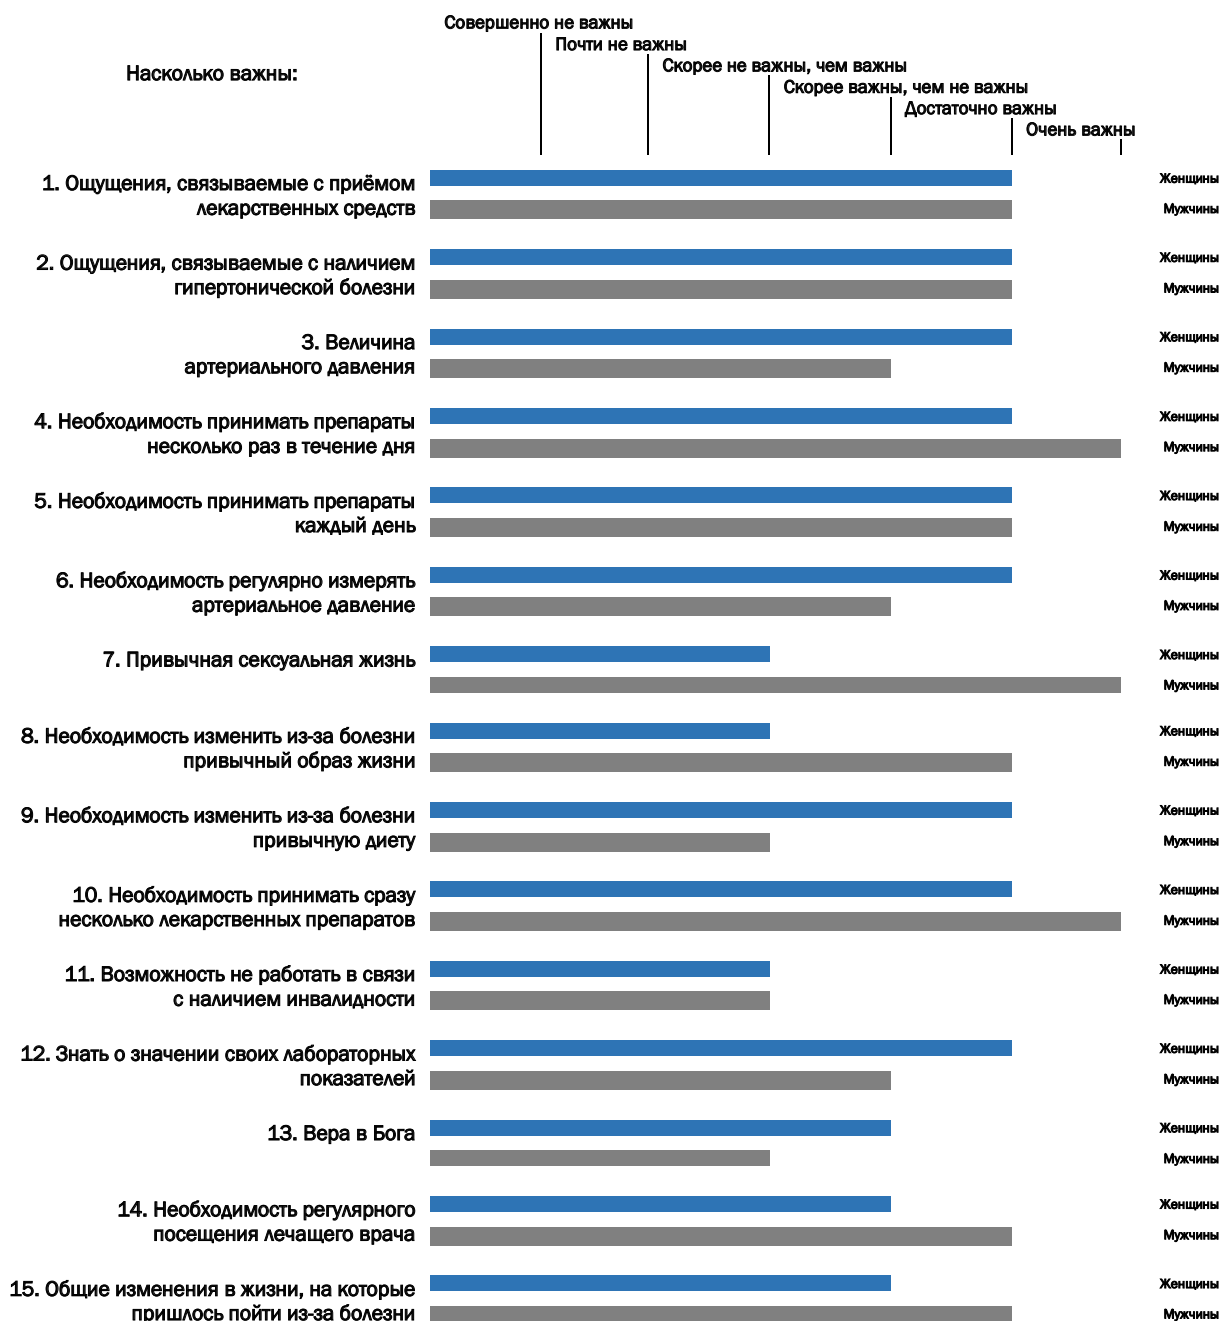 Совершенно не важны
Почти не важны
Скорее не важны, чем важны
Насколько важны:
Скорее важны, чем не важны
Достаточно важны
Очень важны
1. Ощущения, связываемые с приёмом
лекарственных средств
Женщины
Мужчины
2. Ощущения, связываемые с наличием
гипертонической болезни
Женщины
Мужчины
3. Величина
артериального давления
Женщины
Мужчины
4. Необходимость принимать препараты
несколько раз в течение дня
Женщины
Мужчины
5. Необходимость принимать препараты
каждый день
Женщины
Мужчины
6. Необходимость регулярно измерять
артериальное давление
Женщины
Мужчины
7. Привычная сексуальная жизнь
Женщины
Мужчины
8. Необходимость изменить из-за болезни
привычный образ жизни
Женщины
Мужчины
9. Необходимость изменить из-за болезни
привычную диету
Женщины
Мужчины
10. Необходимость принимать сразу
несколько лекарственных препаратов
Женщины
Мужчины
11. Возможность не работать в связи
с наличием инвалидности
Женщины
Мужчины
12. Знать о значении своих лабораторных
показателей
Женщины
Мужчины
13. Вера в Бога
Женщины
Мужчины
14. Необходимость регулярного
посещения лечащего врача
Женщины
Мужчины
15. Общие изменения в жизни, на которые
пришлось пойти из-за болезни
Женщины
Мужчины